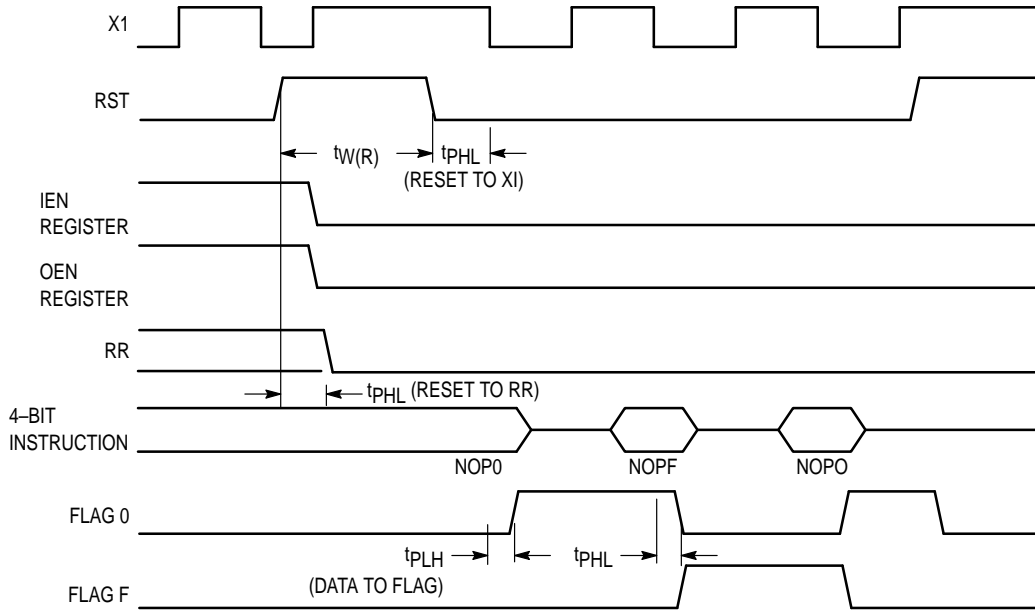 X1
RST
tW(R)
tPHL
(RESET TO XI)
IEN
REGISTER
OEN
REGISTER
RR
tPHL (RESET TO RR)
4–BIT
INSTRUCTION
NOP0
NOPF
NOPO
FLAG 0
tPLH
tPHL
(DATA TO FLAG)
FLAG F